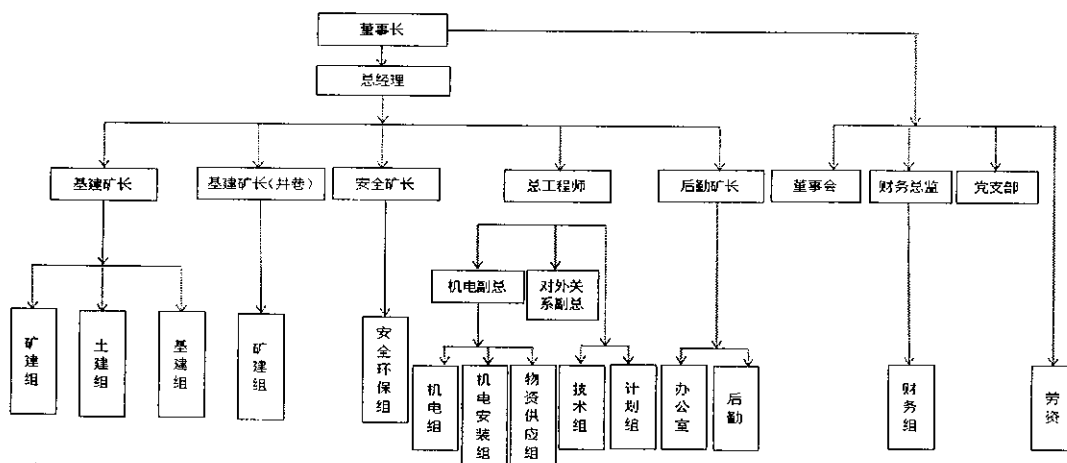 董事长
总经理
基建矿长
基建矿长(井巷)
安全矿长
总工程师
后勤矿长
董事会
财务总监
党支部
机电副总
对外关
系副总
矿建组
土建组
基建组
矿建组
安全环保组
机电组
机电安装组
物资供应组
技术组
计划组
办公室
后勤
财务组
劳资